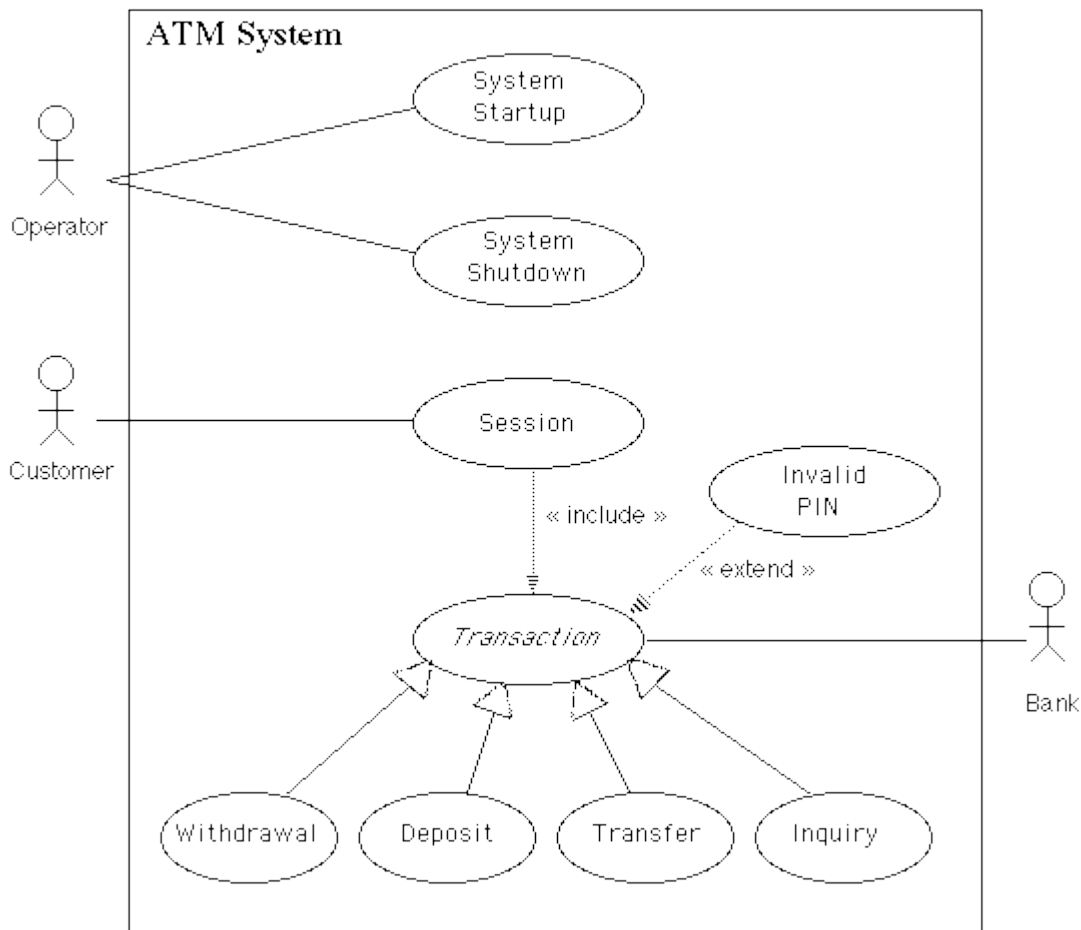 ATM System
System
Startup
Operator
System
Shutdown
Customer
Session
Invalid
PIN
« include »
« extend »
Transaction
Bank
Withdrawal
Deposit
Transfer
Inquiry